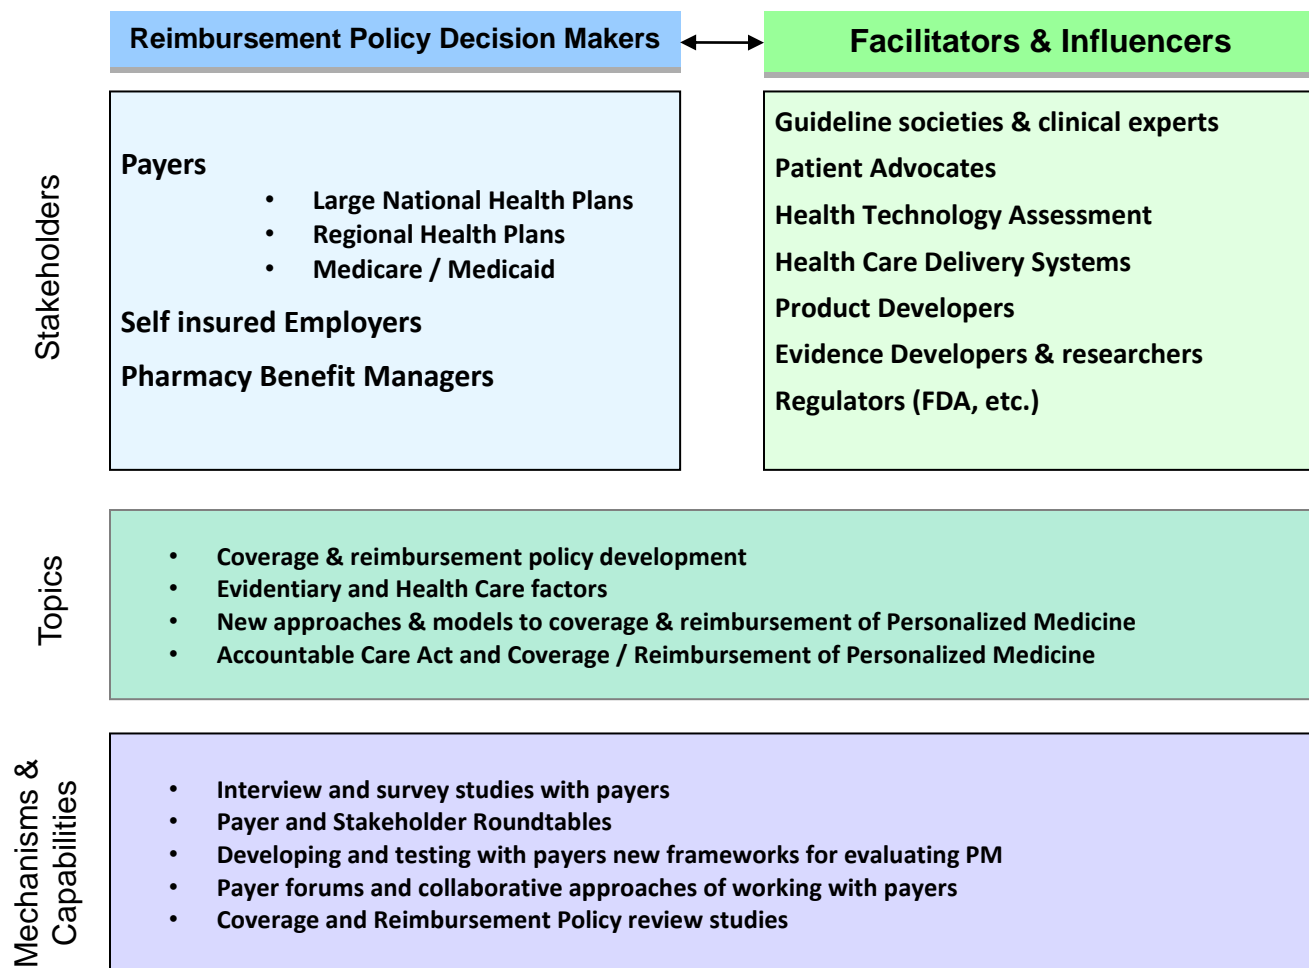 Reimbursement Policy Decision Makers
Facilitators & Influencers
Stakeholders
Payers
• Large National Health Plans
• Regional Health Plans
• Medicare / Medicaid
Self insured Employers
Pharmacy Benefit Managers
Guideline societies & clinical experts
Patient Advocates
Health Technology Assessment
Health Care Delivery Systems
Product Developers
Evidence Developers & researchers
Regulators (FDA, etc.)
Topics
• Coverage & reimbursement policy development
• Evidentiary and Health Care factors
• New approaches & models to coverage & reimbursement of Personalized Medicine
• Accountable Care Act and Coverage / Reimbursement of Personalized Medicine
Mechanisms &
Capabilities
• Interview and survey studies with payers
• Payer and Stakeholder Roundtables
• Developing and testing with payers new frameworks for evaluating PM
• Payer forums and collaborative approaches of working with payers
• Coverage and Reimbursement Policy review studies